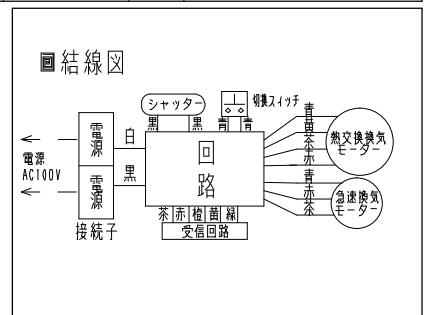 回結線図
シャッター
切換スイッチ
黒 黒 青 青
電源
AC100V
電源
電源
接続子
白
黒
回路
青
黄
茶
赤
熱交換換気
モーター
青
赤
茶
急速換気
モーター
茶 赤 橙 黄 緑
受信回路